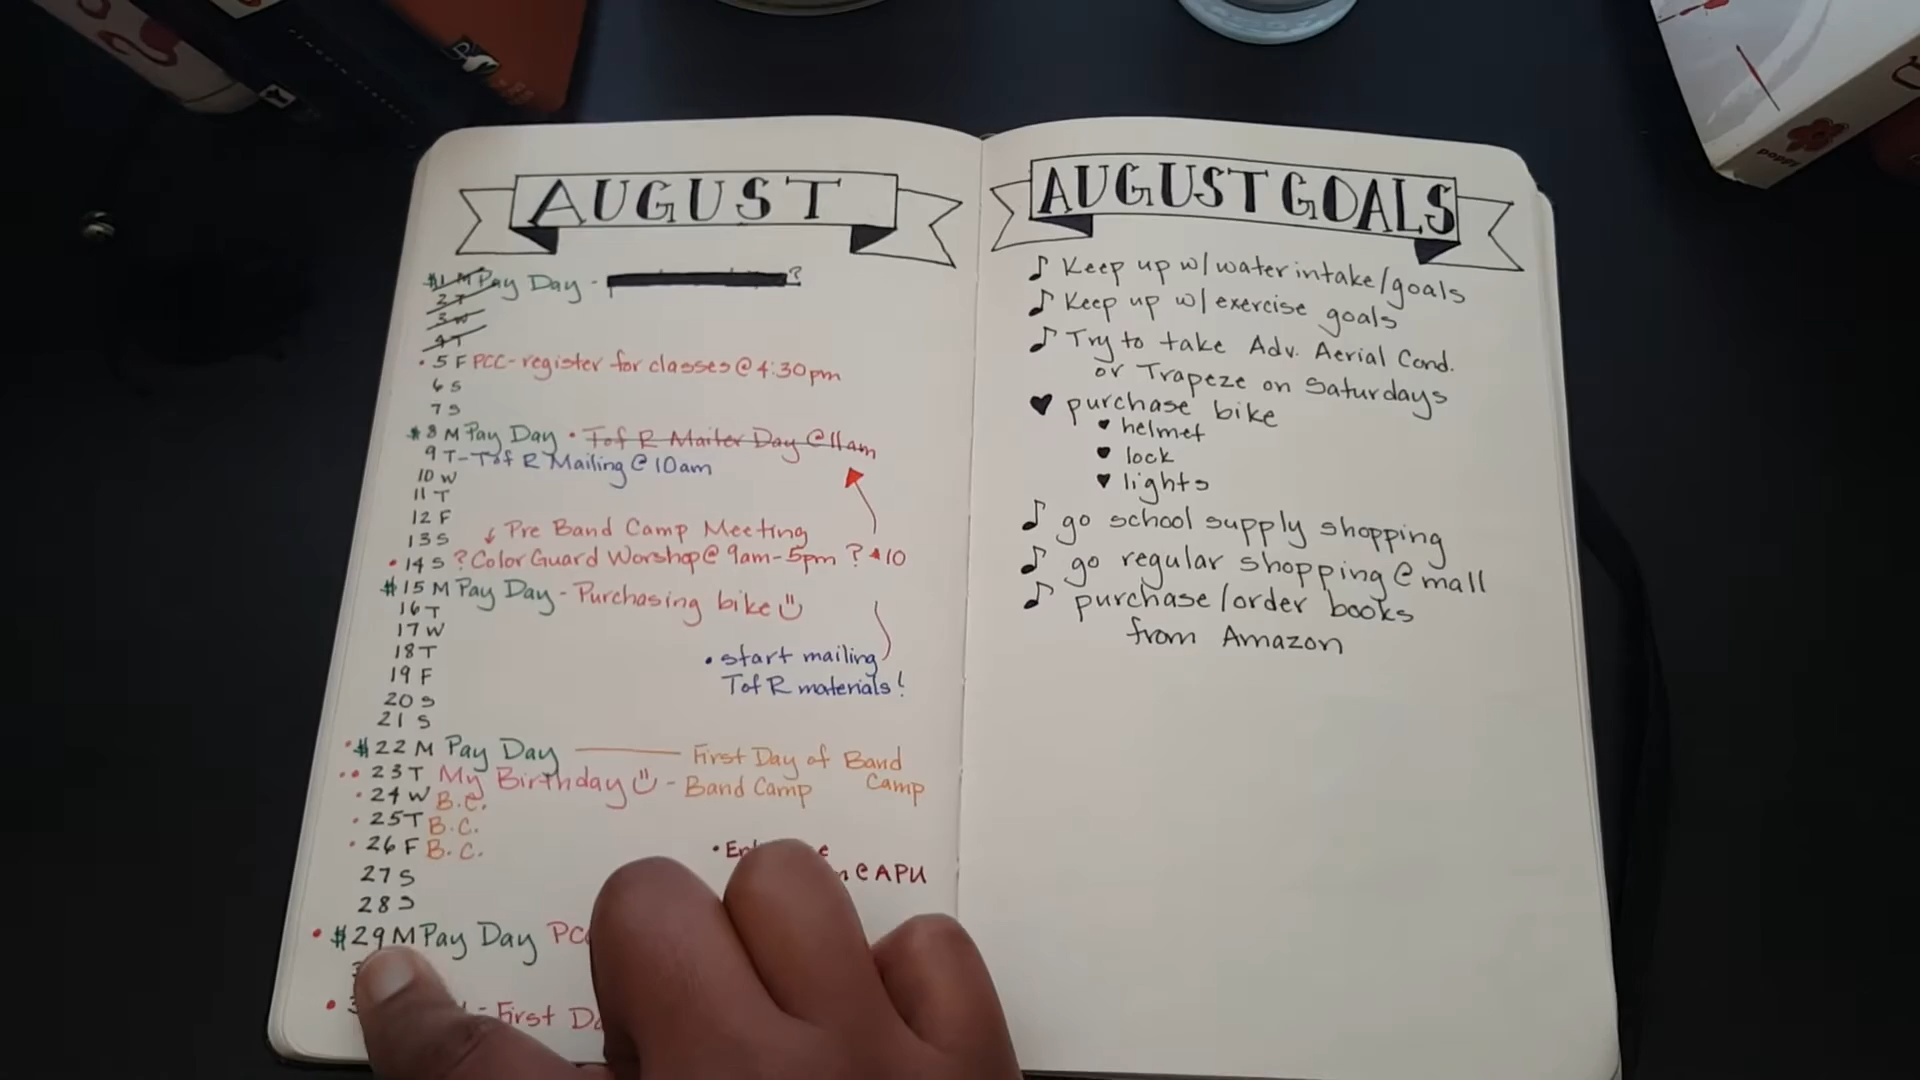 AUGUST
$1 M Pay Day - ?
2 T
3 W
4 T
• 5 F PCC-register for classes @ 4:30pm
6 S
7 S
$8 M Pay Day • Tof R Mailer Day @ 11am
9 T-Tof R Mailing @ 10am
10 W
11 T
12 F
13 S
Pre Band Camp Meeting
• 14 S ? Color Guard Worshop @ 9am-5pm ? 10
$15 M Pay Day - Purchasing bike
16 T
17 W
18 T
19 F
20 S
21 S
• start mailing
Tof R materials!
• $22 M Pay Day First Day of Band Camp
•• 23 T My Birthday - Band Camp
• 24 W B.C.
• 25 T B.C.
• 26 F B.C.
27 S
28 S
@ APU
• $29 M Pay Day
- First
AUGUST GOALS
♪ Keep up w/ water intake/goals
♪ Keep up w/ exercise goals
♪ Try to take Adv. Aerial Cond.
or Trapeze on Saturdays
♥ purchase bike
♥ helmet
♥ lock
♥ lights
♪ go school supply shopping
♪ go regular shopping @ mall
♪ purchase/order books
from Amazon
poppy